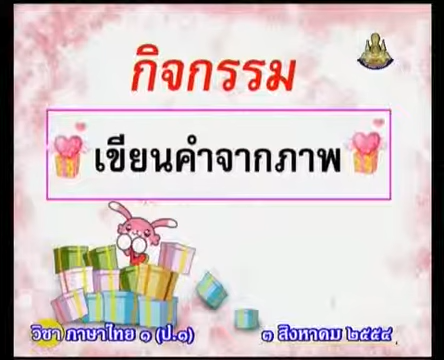 กิจกรรม
เขียนคำจากภาพ
วิชา ภาษาไทย ๑ (ป.๑)
๑ สิงหาคม ๒๕๕๔